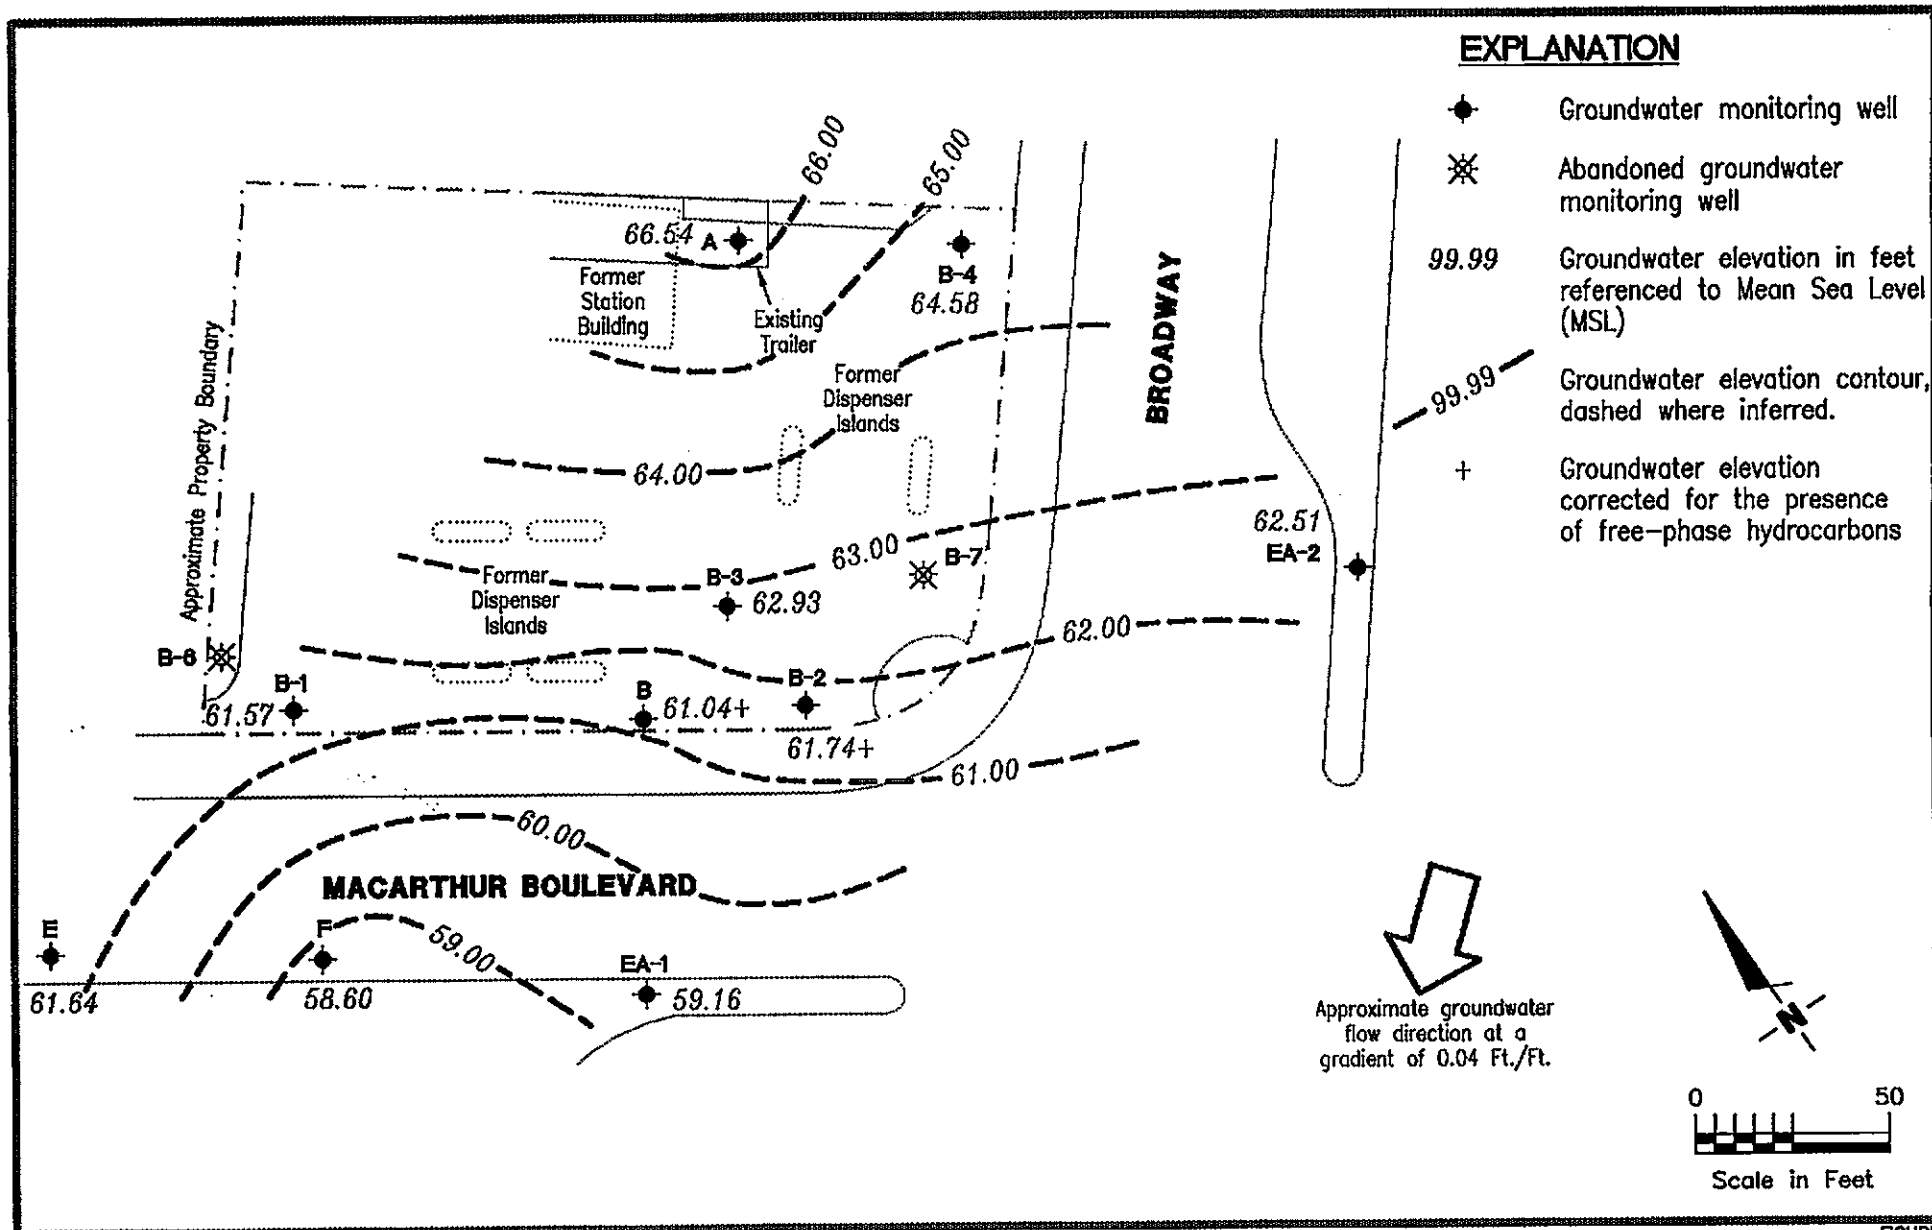 EXPLANATION
Groundwater monitoring well
Abandoned groundwater
monitoring well
99.99
Groundwater elevation in feet
referenced to Mean Sea Level
(MSL)
99.99
Groundwater elevation contour,
dashed where inferred.
+
Groundwater elevation
corrected for the presence
of free-phase hydrocarbons
66.00
65.00
66.54
A
B-4
64.58
Former
Station
Building
Existing
Trailer
Approximate Property Boundary
Former
Dispenser
Islands
BROADWAY
64.00
63.00
62.51
EA-2
B-7
B-3
62.93
Former
Dispenser
Islands
62.00
B-6
B-1
61.57
B
61.04+
B-2
61.74+
61.00
60.00
MACARTHUR BOULEVARD
E
61.64
F
58.60
59.00
EA-1
59.16
Approximate groundwater
flow direction at a
gradient of 0.04 Ft./Ft.
N
0 50
Scale in Feet